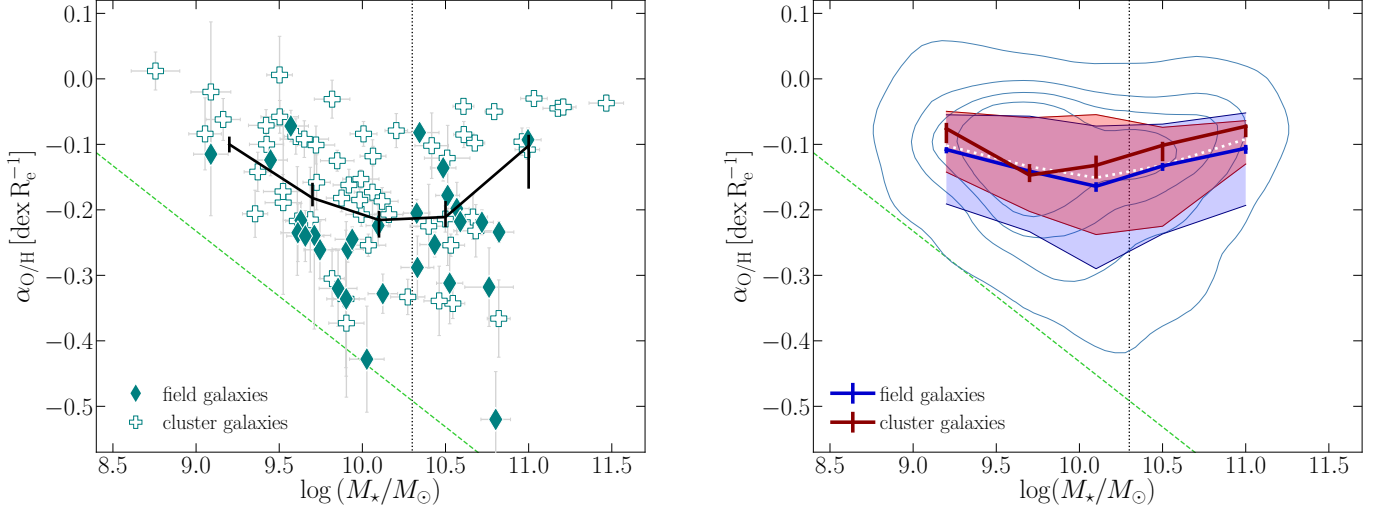 0.1
0.0
−0.1
−0.2
−0.3
−0.4
−0.5
α_{O/H} [dex R_e^{−1}]
field galaxies
cluster galaxies
8.5 9.0 9.5 10.0 10.5 11.0 11.5
log (M⋆/M⊙)
0.1
0.0
−0.1
−0.2
−0.3
−0.4
−0.5
α_{O/H} [dex R_e^{−1}]
field galaxies
cluster galaxies
8.5 9.0 9.5 10.0 10.5 11.0 11.5
log(M⋆/M⊙)